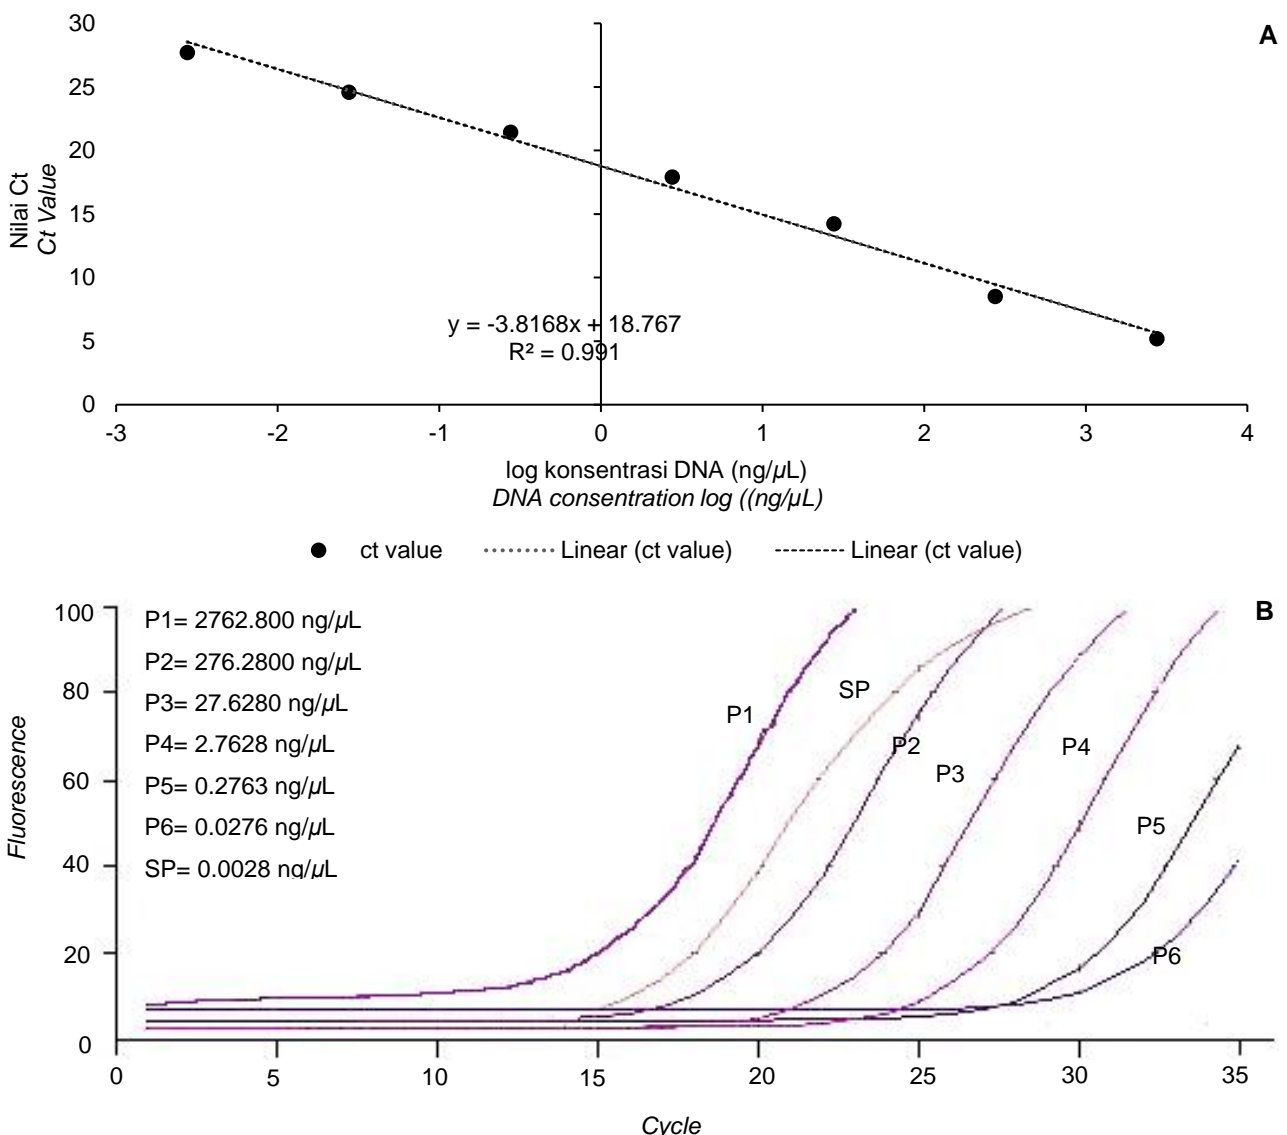 A
Nilai Ct
Ct Value
30
25
20
15
10
5
0
y = -3.8168x + 18.767
R² = 0.991
-3 -2 -1 0 1 2 3 4
log konsentrasi DNA (ng/µL)
DNA consentration log ((ng/µL)
ct value Linear (ct value) Linear (ct value)
B
Fluorescence
100
80
60
40
20
0
P1= 2762.800 ng/µL
P2= 276.2800 ng/µL
P3= 27.6280 ng/µL
P4= 2.7628 ng/µL
P5= 0.2763 ng/µL
P6= 0.0276 ng/µL
SP= 0.0028 ng/µL
P1
SP
P2
P3
P4
P5
P6
0 5 10 15 20 25 30 35
Cycle